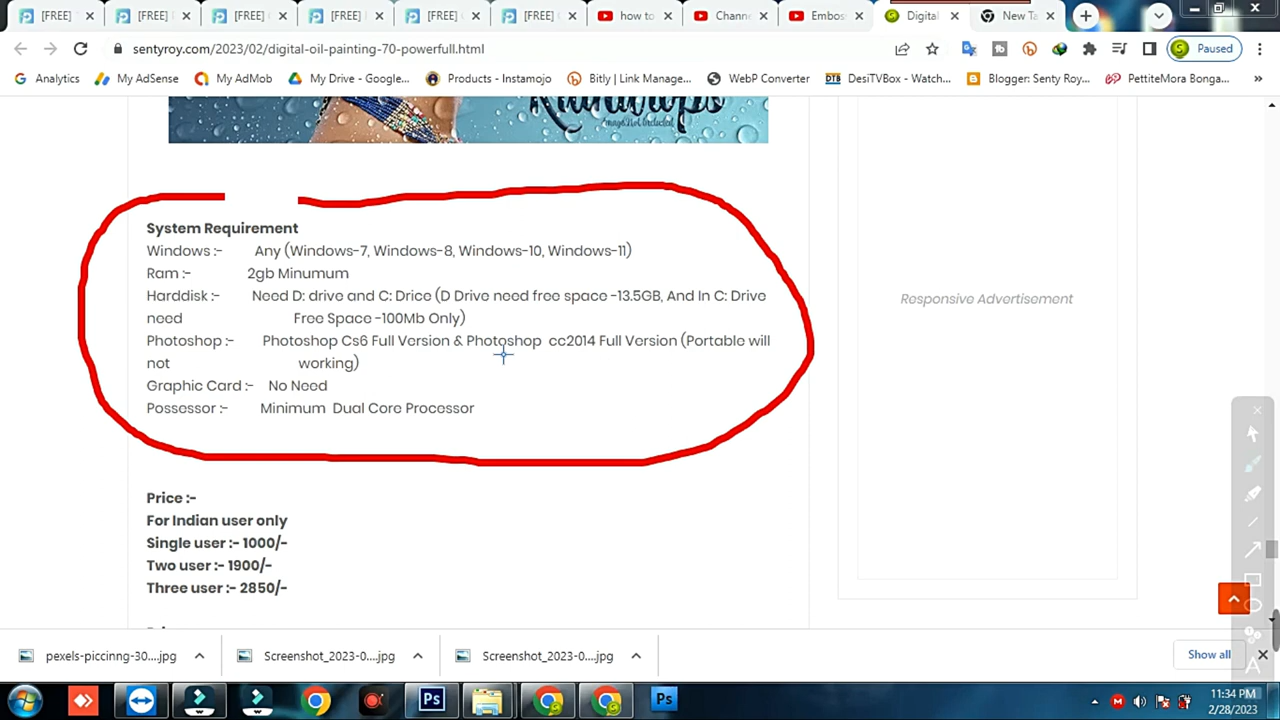 [FREE]
[FREE]
[FREE]
[FREE]
[FREE]
[FREE]
how to
Chann
Embos
Digital
New Ta
sentyroy.com/2023/02/digital-oil-painting-70-powerfull.html
Paused
Analytics
My AdSense
My AdMob
My Drive - Google...
Products - Instamojo
Bitly | Link Manage...
WebP Converter
DTB
DesiTVBox - Watch...
Blogger: Senty Roy...
PettiteMora Bonga...
Raindrops
System Requirement
Windows :- Any (Windows-7, Windows-8, Windows-10, Windows-11)
Ram :- 2gb Minumum
Harddisk :- Need D: drive and C: Drice (D Drive need free space -13.5GB, And In C: Drive
need Free Space -100Mb Only)
Photoshop :- Photoshop Cs6 Full Version & Photoshop cc2014 Full Version (Portable will
not working)
Graphic Card :- No Need
Possessor :- Minimum Dual Core Processor
Responsive Advertisement
Price :-
For Indian user only
Single user :- 1000/-
Two user :- 1900/-
Three user :- 2850/-
pexels-piccinng-30....jpg
Screenshot_2023-0....jpg
Screenshot_2023-0....jpg
Show all
Ps
Ps
11:34 PM
2/28/2023